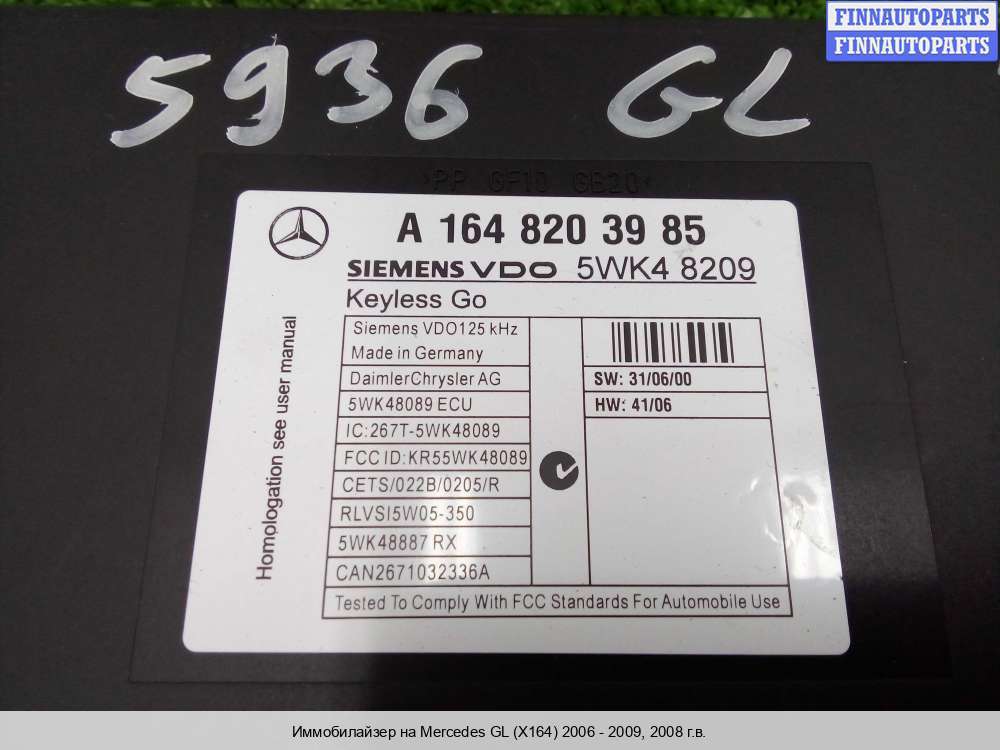 FINNAUTOPARTS
FINNAUTOPARTS
5936 GL
>PP GF10 GB20<
A 164 820 39 85
SIEMENS VDO 5WK4 8209
Keyless Go
Homologation see user manual
Siemens VDO125 kHz
Made in Germany
DaimlerChrysler AG
5WK48089 ECU
IC:267T-5WK48089
FCC ID:KR55WK48089
CETS/022B/0205/R
RLVSI5W05-350
5WK48887 RX
CAN2671032336A
SW: 31/06/00
HW: 41/06
Tested To Comply With FCC Standards For Automobile Use
Иммобилайзер на Mercedes GL (X164) 2006 - 2009, 2008 г.в.